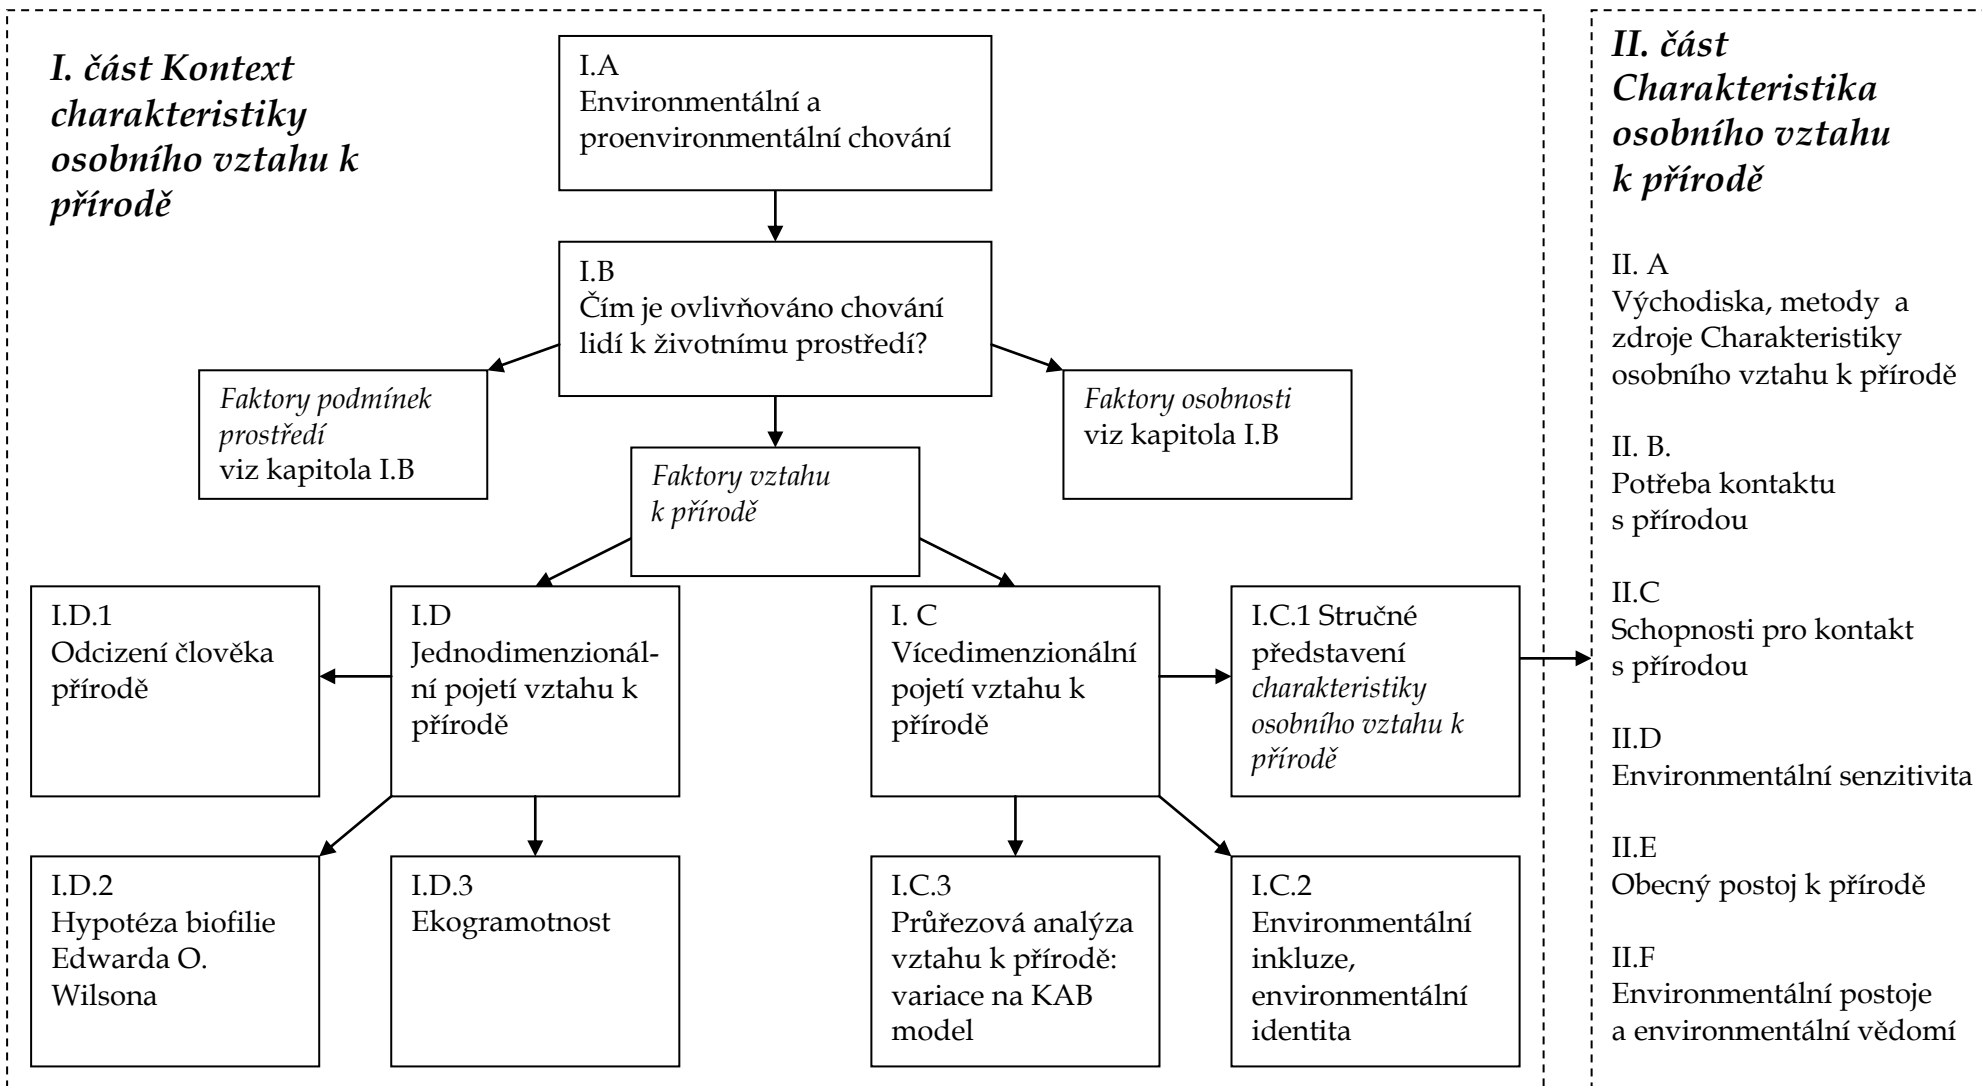 I. část Kontext
charakteristiky
osobního vztahu k
přírodě
I.A
Environmentální a
proenvironmentální chování
I.B
Čím je ovlivňováno chování
lidí k životnímu prostředí?
Faktory podmínek
prostředí
viz kapitola I.B
Faktory osobnosti
viz kapitola I.B
Faktory vztahu
k přírodě
I.D.1
Odcizení člověka
přírodě
I.D
Jednodimenzionál-
ní pojetí vztahu k
přírodě
I. C
Vícedimenzionální
pojetí vztahu k
přírodě
I.C.1 Stručné
představení
charakteristiky
osobního vztahu k
přírodě
I.D.2
Hypotéza biofilie
Edwarda O.
Wilsona
I.D.3
Ekogramotnost
I.C.3
Průřezová analýza
vztahu k přírodě:
variace na KAB
model
I.C.2
Environmentální
inkluze,
environmentální
identita
II. část
Charakteristika
osobního vztahu
k přírodě
II. A
Východiska, metody a
zdroje Charakteristiky
osobního vztahu k přírodě
II. B.
Potřeba kontaktu
s přírodou
II.C
Schopnosti pro kontakt
s přírodou
II.D
Environmentální senzitivita
II.E
Obecný postoj k přírodě
II.F
Environmentální postoje
a environmentální vědomí